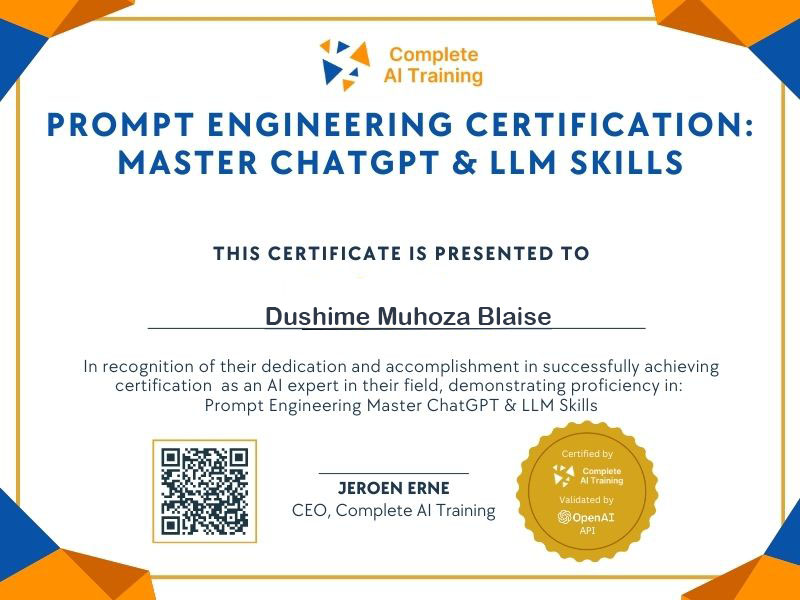 Complete
AI Training
PROMPT ENGINEERING CERTIFICATION:
MASTER CHATGPT & LLM SKILLS
THIS CERTIFICATE IS PRESENTED TO
Dushime Muhoza Blaise
In recognition of their dedication and accomplishment in successfully achieving
certification as an AI expert in their field, demonstrating proficiency in:
Prompt Engineering Master ChatGPT & LLM Skills
JEROEN ERNE
CEO, Complete AI Training
Certified by
Complete
AI Training
Validated by
OpenAI
API